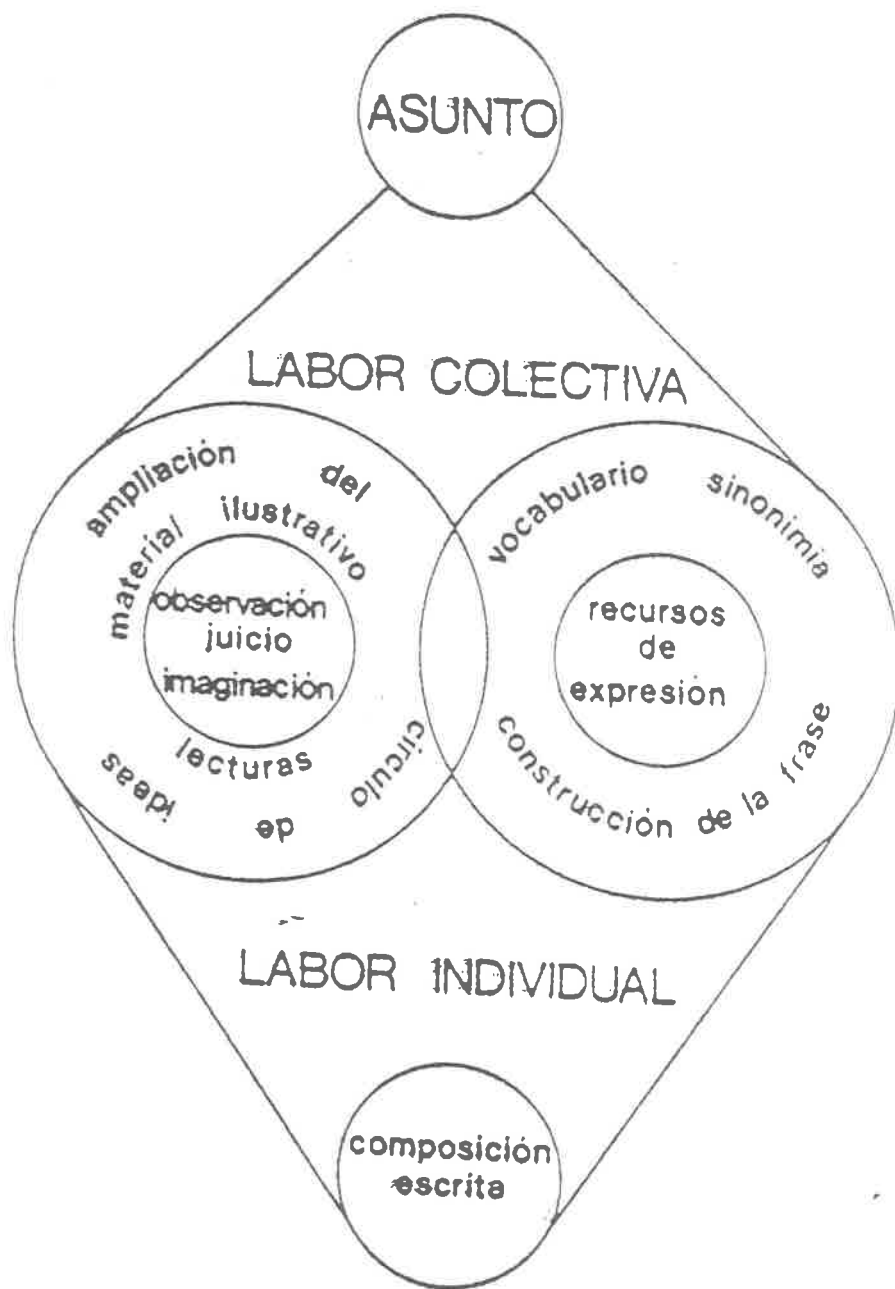 ASUNTO
LABOR COLECTIVA
ampliación del
material ilustrativo
observación
juicio
imaginación
lecturas
círculo de ideas
vocabulario sinonimia
recursos
de
expresión
construcción de la frase
LABOR INDIVIDUAL
composición
escrita